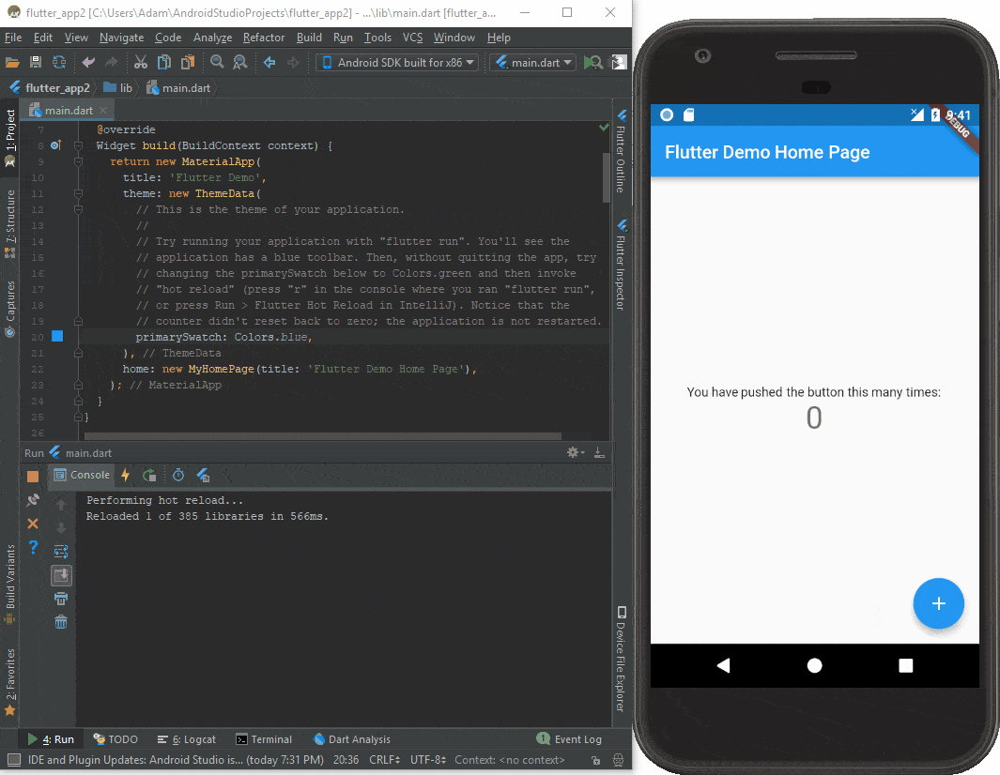 flutter_app2 [C:\Users\Adam\AndroidStudioProjects\flutter_app2] - ...\lib\main.dart [flutter_a...
File Edit View Navigate Code Analyze Refactor Build Run Tools VCS Window Help
Android SDK built for x86 main.dart
flutter_app2 lib main.dart
main.dart
1: Project
7: Structure
Captures
Build Variants
2: Favorites
7 @override
8 Widget build(BuildContext context) {
9 return new MaterialApp(
10 title: 'Flutter Demo',
11 theme: new ThemeData(
12 // This is the theme of your application.
13 //
14 // Try running your application with "flutter run". You'll see the
15 // application has a blue toolbar. Then, without quitting the app, try
16 // changing the primarySwatch below to Colors.green and then invoke
17 // "hot reload" (press "r" in the console where you ran "flutter run",
18 // or press Run > Flutter Hot Reload in IntelliJ). Notice that the
19 // counter didn't reset back to zero; the application is not restarted.
20 primarySwatch: Colors.blue,
21 ), // ThemeData
22 home: new MyHomePage(title: 'Flutter Demo Home Page'),
23 ); // MaterialApp
24 }
25 }
26
Flutter Outline
Flutter Inspector
Device File Explorer
Run main.dart
Console
Performing hot reload...
Reloaded 1 of 385 libraries in 566ms.
4: Run TODO 6: Logcat Terminal Dart Analysis 1 Event Log
IDE and Plugin Updates: Android Studio is... (today 7:31 PM) 20:36 CRLF UTF-8 Context: <no context>
9:41
DEBUG
Flutter Demo Home Page
You have pushed the button this many times:
0